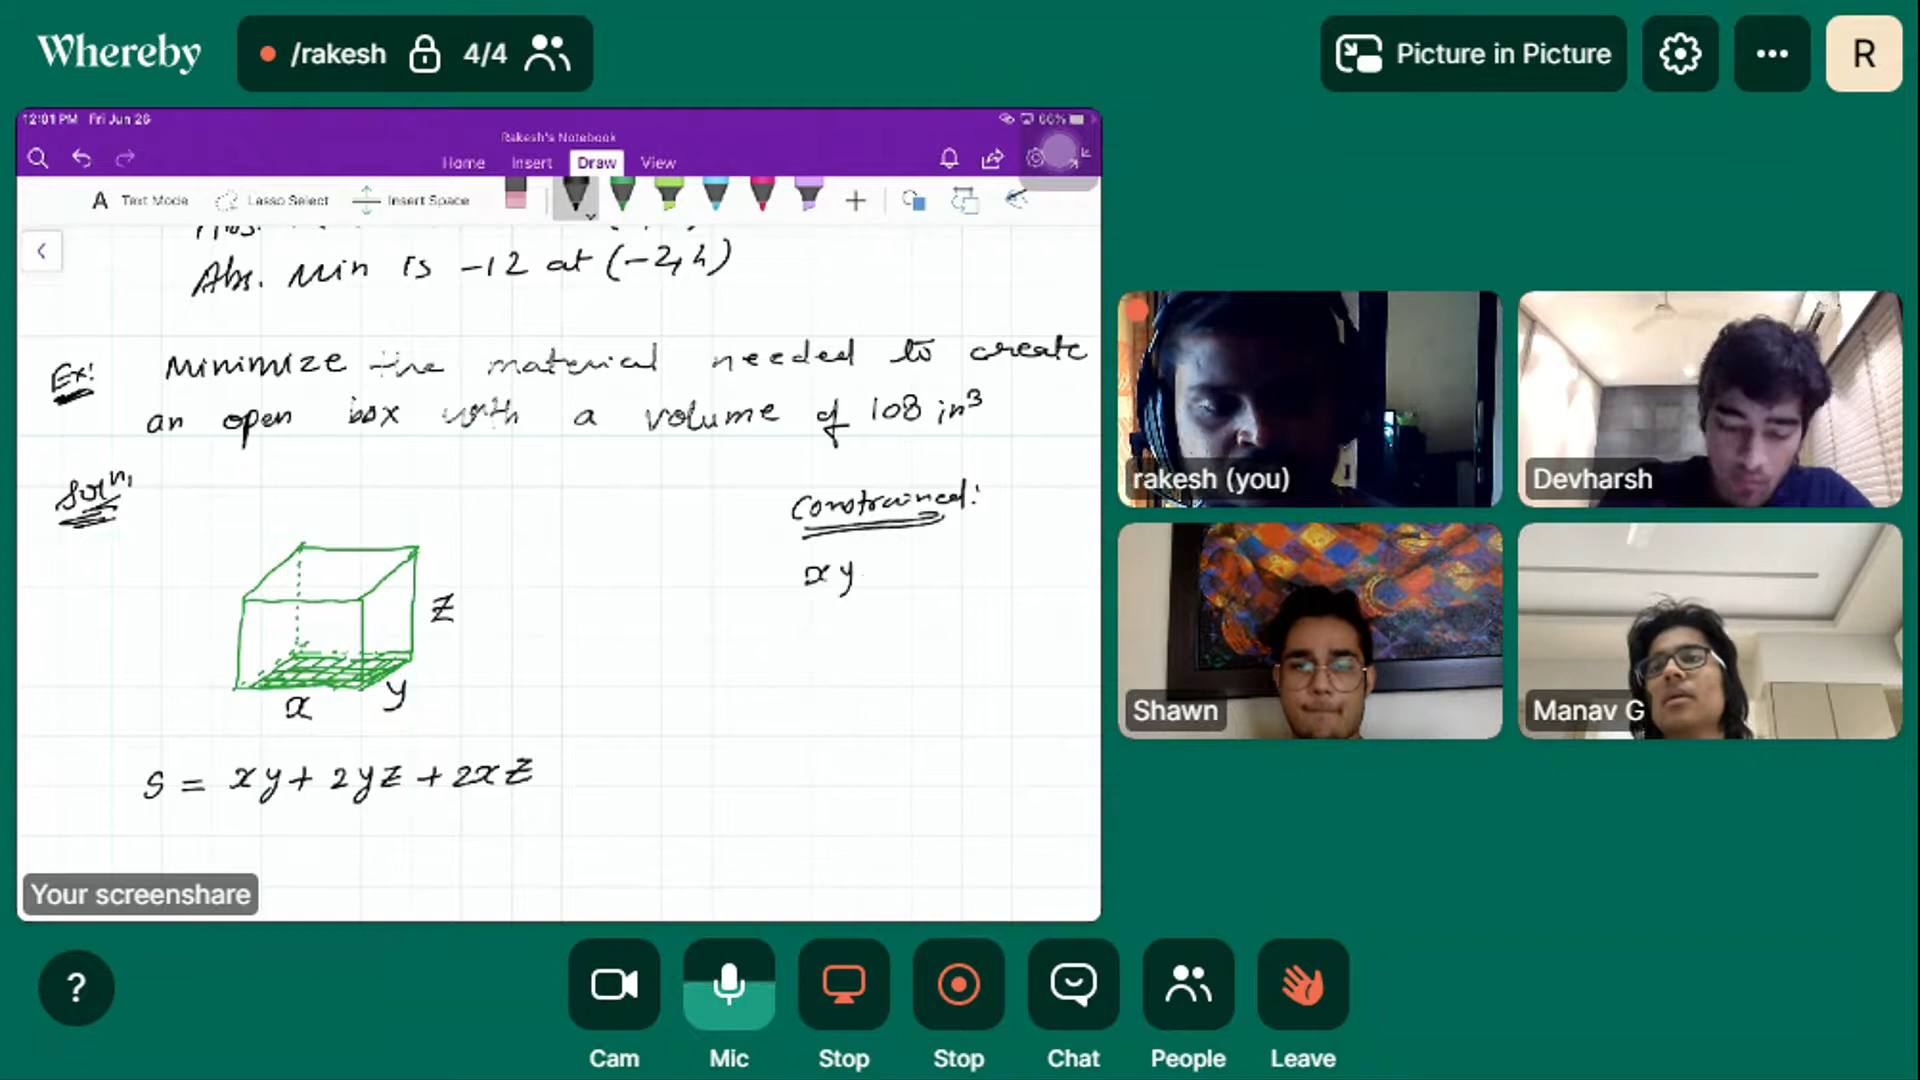 Whereby
/rakesh 4/4
Picture in Picture
R
12:01 PM Fri Jun 26
66%
Rakesh's Notebook
Home Insert Draw View
A Text Mode Lasso Select Insert Space
Abs. Min is -12 at (-2,4)
Ex: Minimize the material needed to create
an open box with a volume of 108 in³
Solⁿ,
Constrained:
xy
z
x y
S = xy + 2yz + 2xz
Your screenshare
rakesh (you)
Devharsh
Shawn
Manav G
?
Cam Mic Stop Stop Chat People Leave